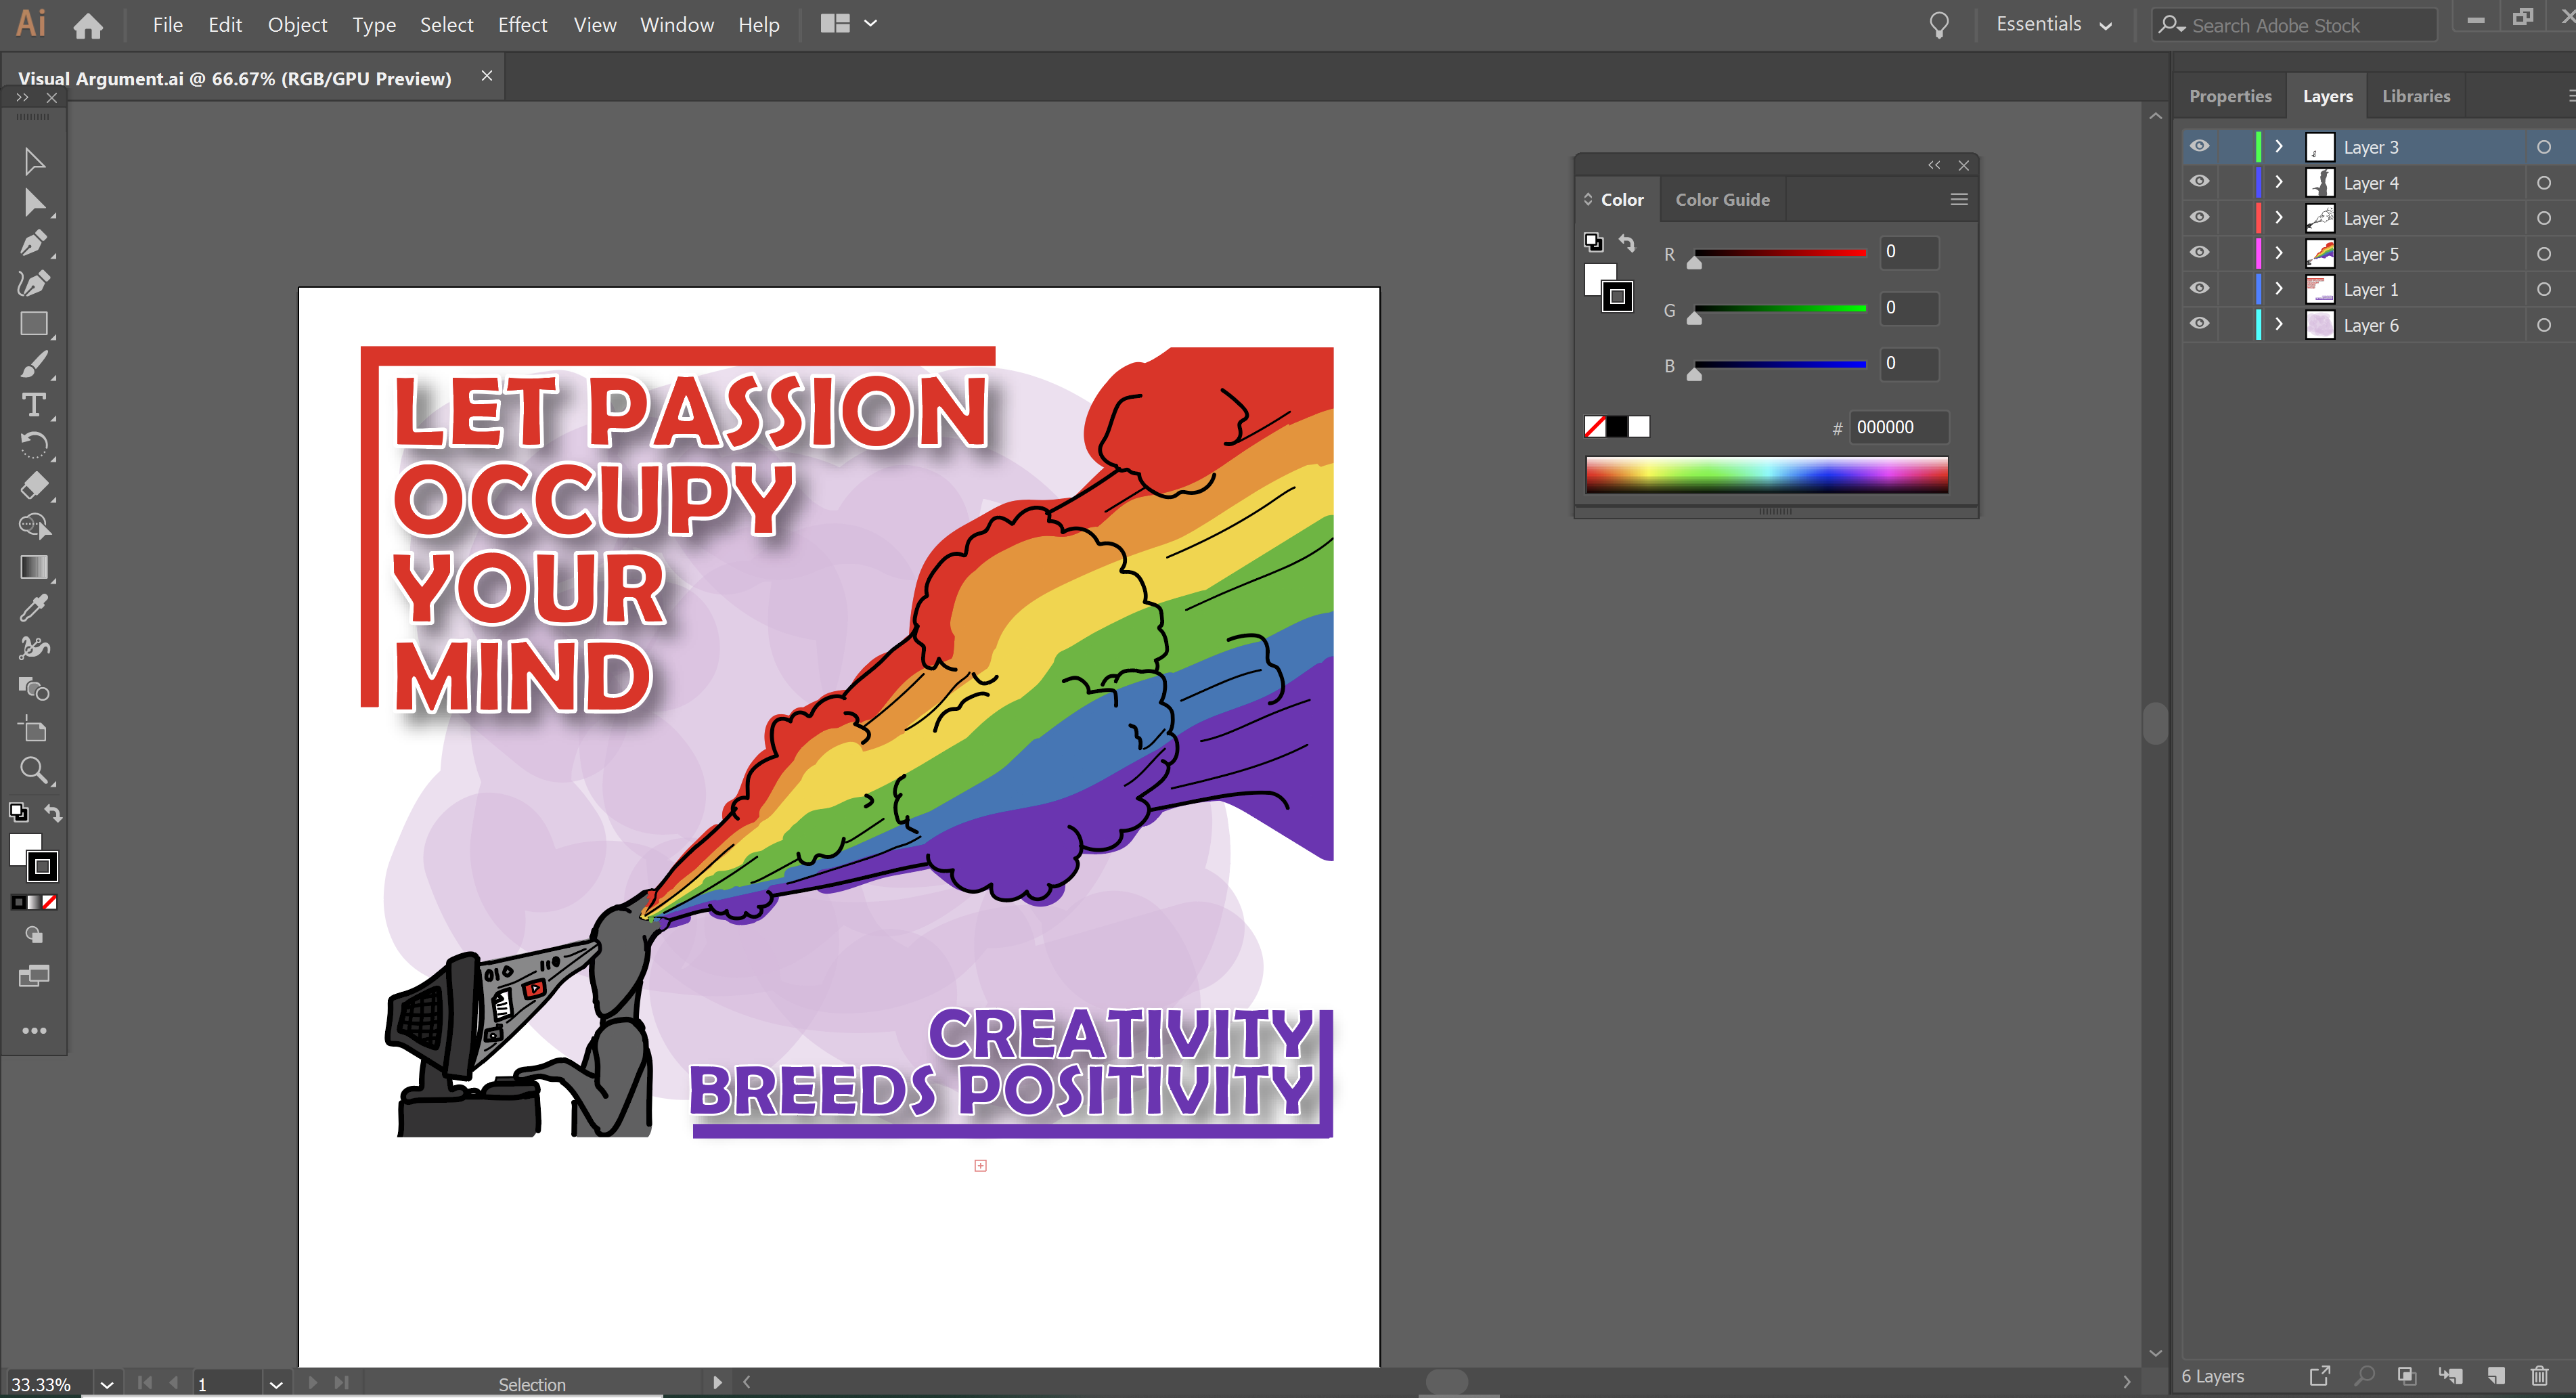 Ai
File Edit Object Type Select Effect View Window Help
Essentials
Search Adobe Stock
Visual Argument.ai @ 66.67% (RGB/GPU Preview)
Properties Layers Libraries
Layer 3
Layer 4
Layer 2
Layer 5
Layer 1
Layer 6
Color Color Guide
R 0
G 0
B 0
# 000000
LET PASSION
OCCUPY
YOUR
MIND
010
110
CREATIVITY
BREEDS POSITIVITY
33.33%
1
Selection
6 Layers